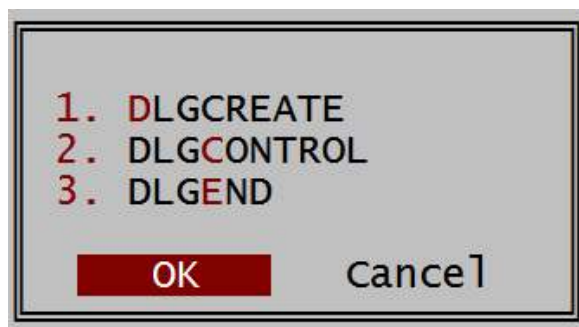 1. DLGCREATE
2. DLGCONTROL
3. DLGEND
OK Cancel